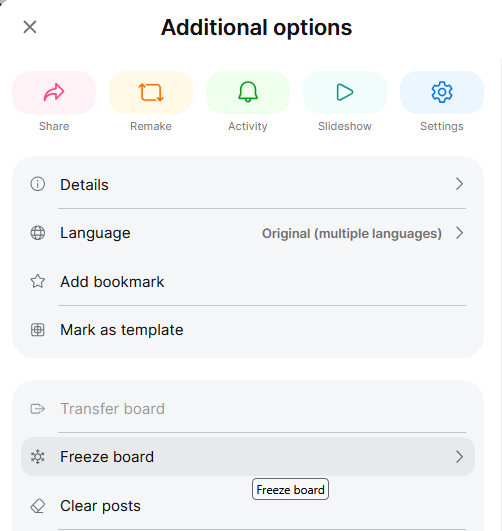 Additional options
Share
Remake
Activity
Slideshow
Settings
Details
Language
Original (multiple languages)
Add bookmark
Mark as template
Transfer board
Freeze board
Freeze board
Clear posts